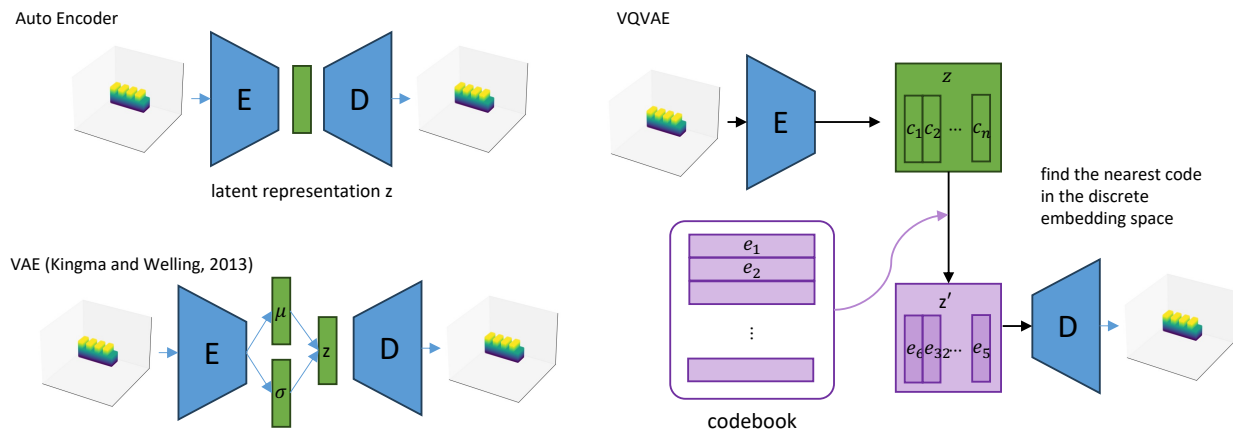 Auto Encoder
E
D
latent representation z
VAE (Kingma and Welling, 2013)
E
μ
σ
z
D
VQVAE
E
z
c₁ c₂ ... cₙ
find the nearest code
in the discrete
embedding space
e₁
e₂
⋮
codebook
z′
e₆ e₃₂ ... e₅
D